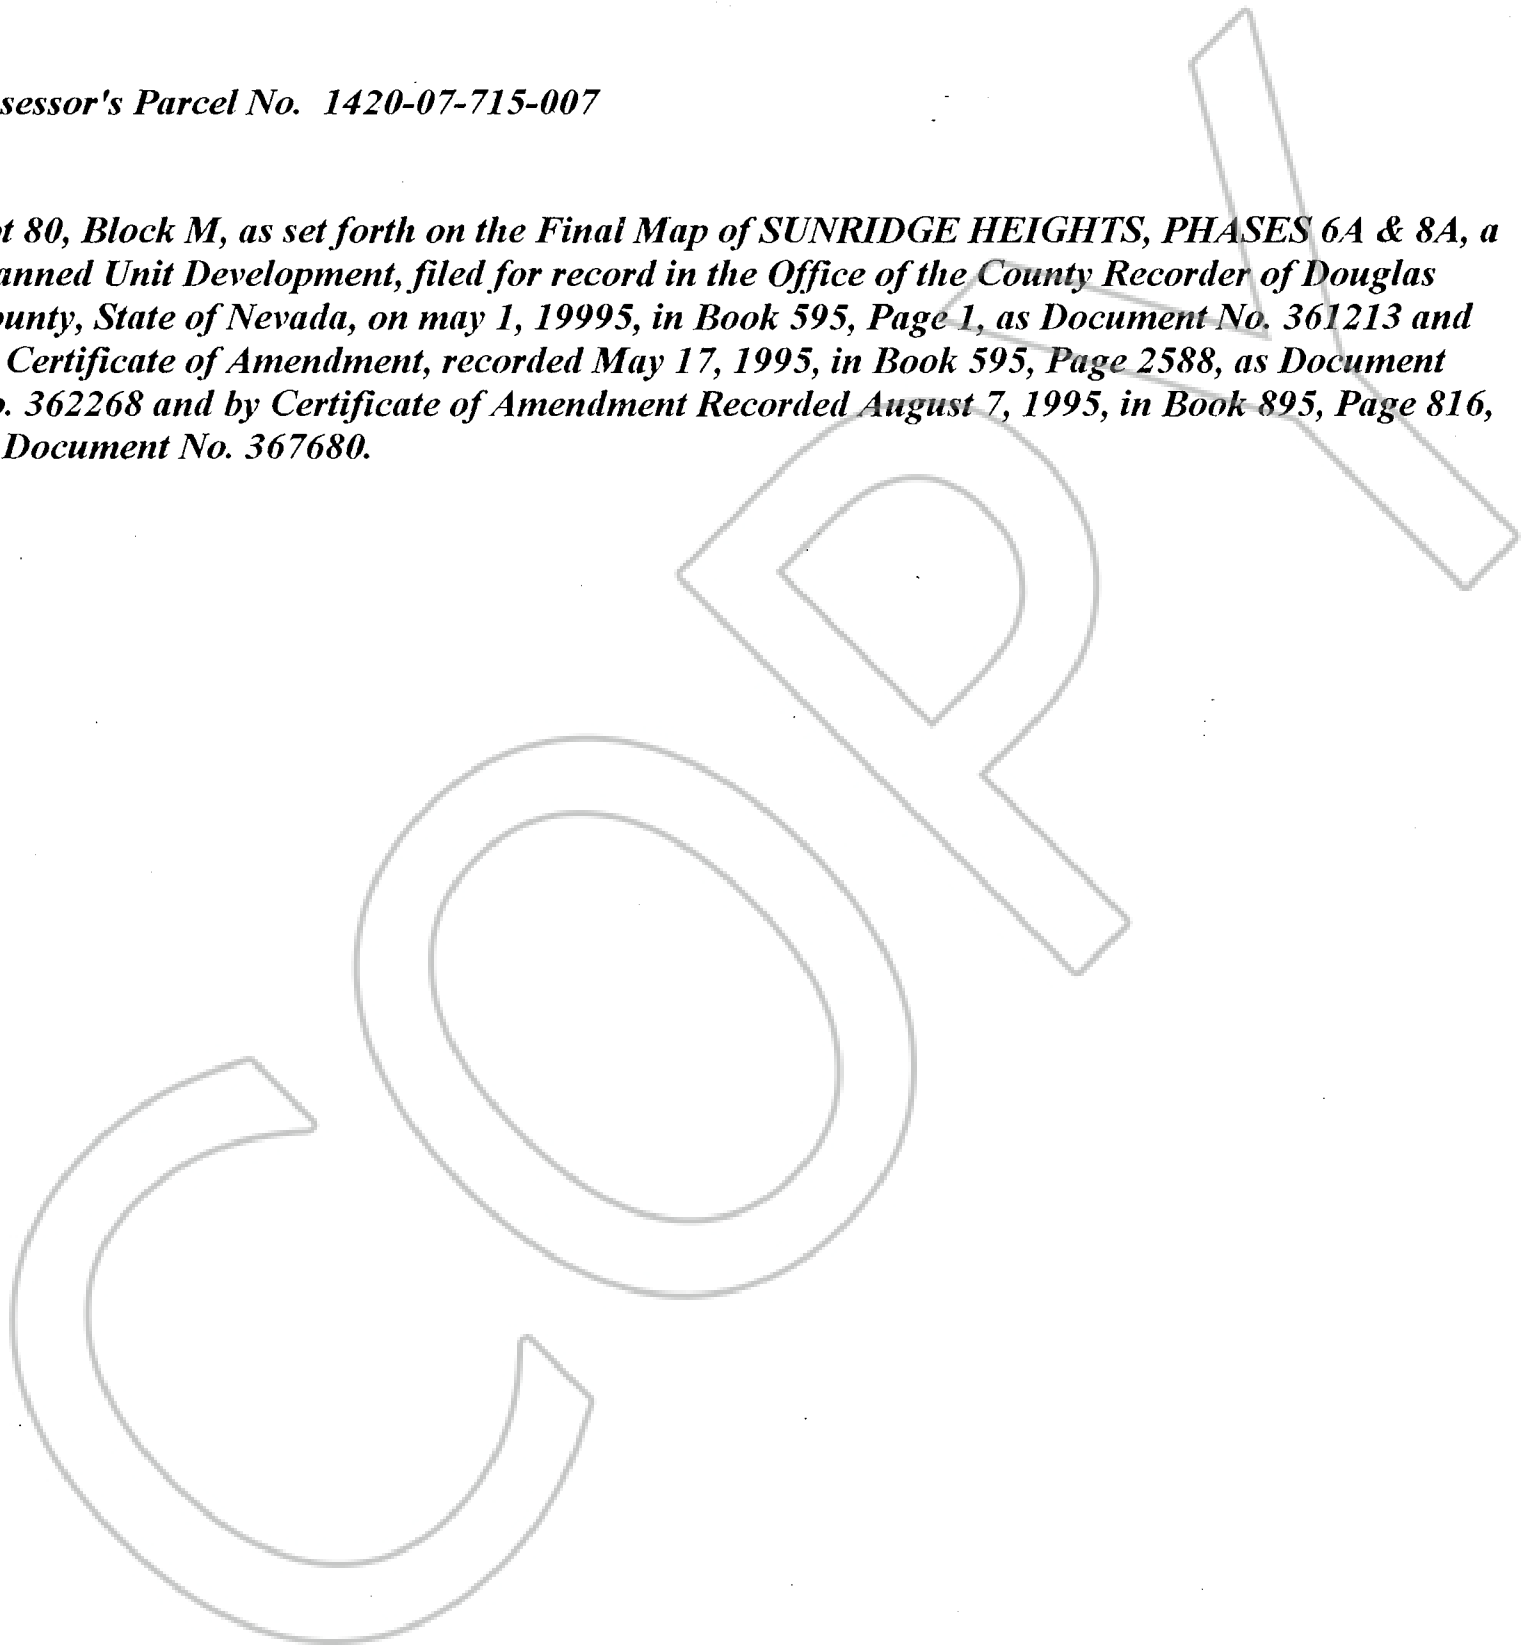 sessor's Parcel No. 1420-07-715-007
t 80, Block M, as set forth on the Final Map of SUNRIDGE HEIGHTS, PHASES 6A & 8A, a
anned Unit Development, filed for record in the Office of the County Recorder of Douglas
ounty, State of Nevada, on may 1, 19995, in Book 595, Page 1, as Document No. 361213 and
Certificate of Amendment, recorded May 17, 1995, in Book 595, Page 2588, as Document
o. 362268 and by Certificate of Amendment Recorded August 7, 1995, in Book 895, Page 816,
Document No. 367680.
COPY